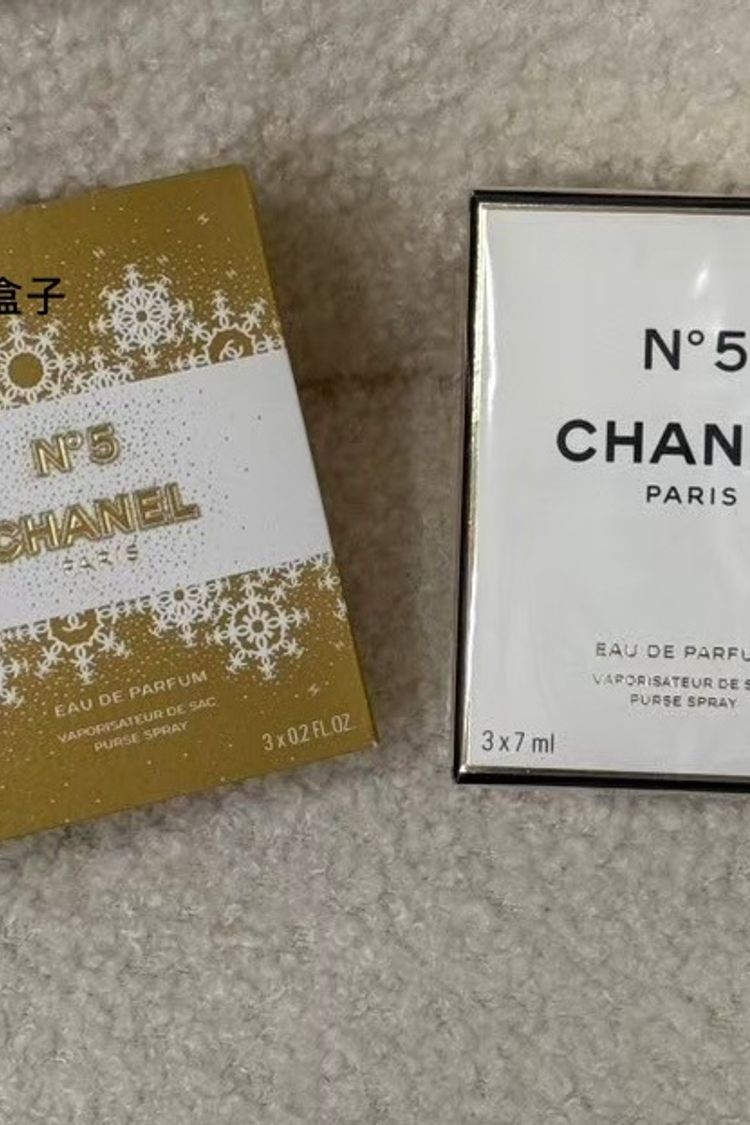 盒子
N°5
CHANEL
PARIS
EAU DE PARFUM
VAPORISATEUR DE SAC
PURSE SPRAY
3 x 0.2 FL. OZ.
N°5
CHAN
PARIS
EAU DE PARFU
VAPORISATEUR DE S
PURSE SPRAY
3 x 7 ml